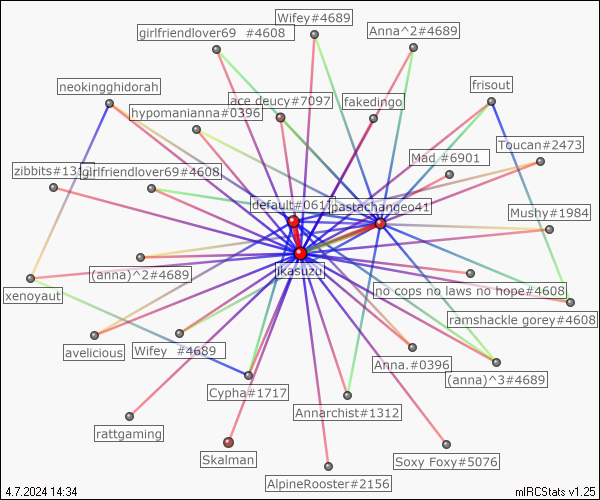 Wifey#4689
girlfriendlover69 #4608
Anna^2#4689
neokingghidorah
frisout
ace deucy#7097
fakedingo
hypomanianna#0396
Toucan#2473
Mad #6901
zibbits#131
girlfriendlover69#4608
default#061
pastachangeo41
Mushy#1984
(anna)^2#4689
ikasuzu
no cops no laws no hope#4608
xenoyaut
ramshackle gorey#4608
avelicious
Wifey #4689
Anna.#0396
(anna)^3#4689
Cypha#1717
Annarchist#1312
rattgaming
Skalman
Soxy Foxy#5076
AlpineRooster#2156
4.7.2024 14:34
mIRCStats v1.25